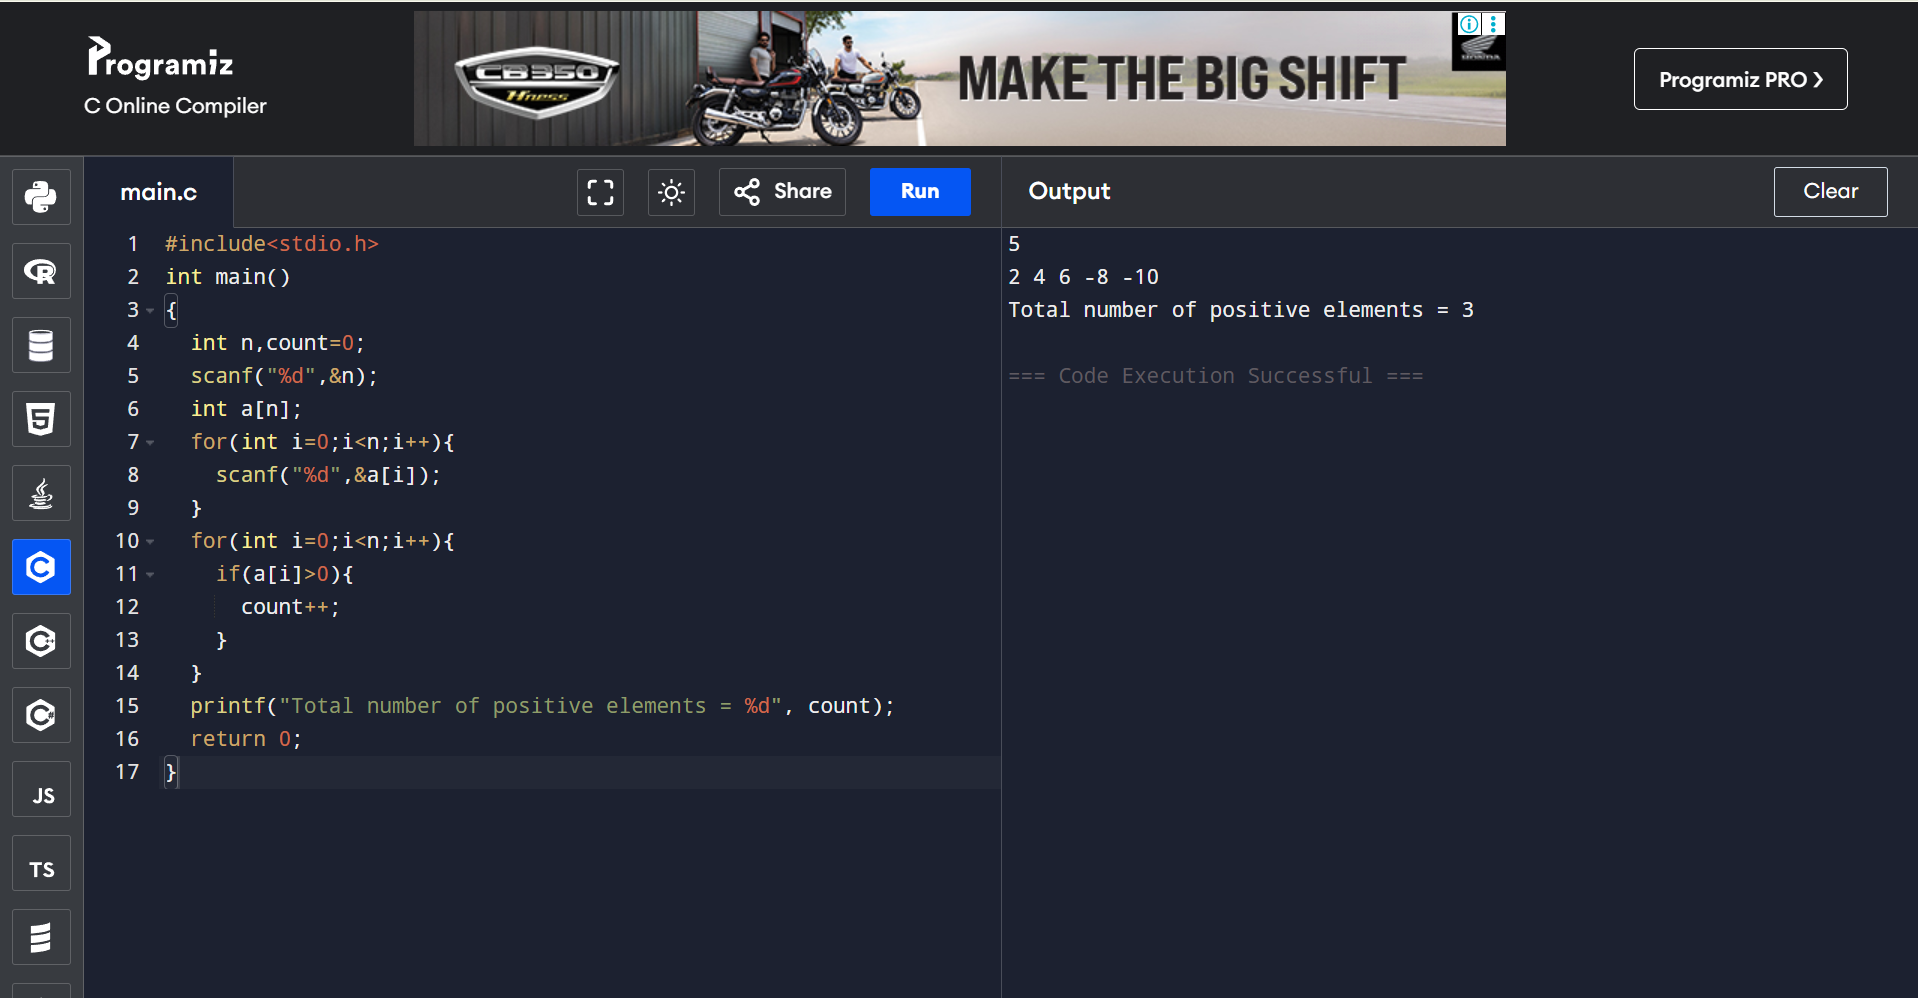 Programiz
C Online Compiler
CB350
H'ness
MAKE THE BIG SHIFT
HONDA
Programiz PRO ❯
main.c
Share
Run
Output
Clear
1 #include<stdio.h>
2 int main()
3 {
4   int n,count=0;
5   scanf("%d",&n);
6   int a[n];
7   for(int i=0;i<n;i++){
8     scanf("%d",&a[i]);
9   }
10   for(int i=0;i<n;i++){
11     if(a[i]>0){
12       count++;
13     }
14   }
15   printf("Total number of positive elements = %d", count);
16   return 0;
17 }
5
2 4 6 -8 -10
Total number of positive elements = 3
=== Code Execution Successful ===
R
5
C
C++
C#
JS
TS